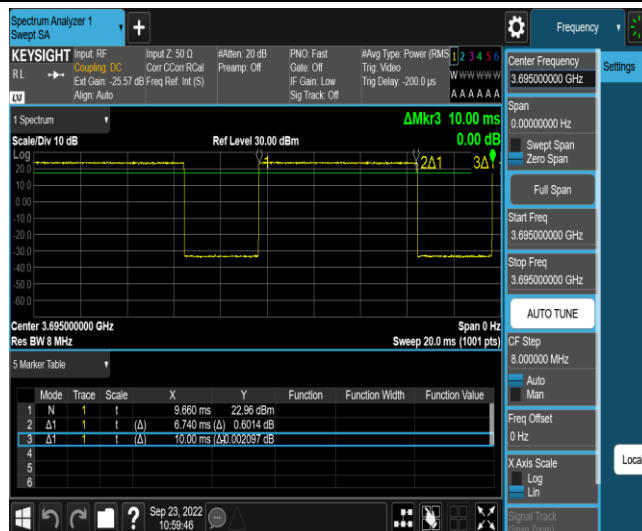 Spectrum Analyzer 1
Swept SA
+
Frequency
KEYSIGHT Input: RF Input Z: 50 Ω #Atten: 20 dB PNO: Fast #Avg Type: Power (RMS 1 2 3 4 5 6
RL Coupling: DC Corr CCorr RCal Preamp: Off Gate: Off Trig: Video W W W W W W
Ext Gain: -25.57 dB Freq Ref: Int (S) IF Gain: Low Trig Delay: -200.0 µs
Align: Auto Sig Track: Off A A A A A A
LXI
1 Spectrum
ΔMkr3 10.00 ms
Scale/Div 10 dB Ref Level 30.00 dBm 0.00 dB
Log
1 2Δ1 3Δ1
20.0
10.0
0.00
-10.0
-20.0
-30.0
-40.0
-50.0
-60.0
Center 3.695000000 GHz Span 0 Hz
Res BW 8 MHz Sweep 20.0 ms (1001 pts)
5 Marker Table
Mode Trace Scale X Y Function Function Width Function Value
1 N 1 t 9.660 ms 22.96 dBm
2 Δ1 1 t (Δ) 6.740 ms (Δ) 0.6014 dB
3 Δ1 1 t (Δ) 10.00 ms (Δ)-0.002097 dB
4
5
6
?
Sep 23, 2022
10:59:46
Center Frequency
3.695000000 GHz
Settings
Span
0.00000000 Hz
Swept Span
Zero Span
Full Span
Start Freq
3.695000000 GHz
Stop Freq
3.695000000 GHz
AUTO TUNE
CF Step
8.000000 MHz
Auto
Man
Freq Offset
0 Hz
X Axis Scale
Log
Lin
Local
Signal Track
(Span Zoom)